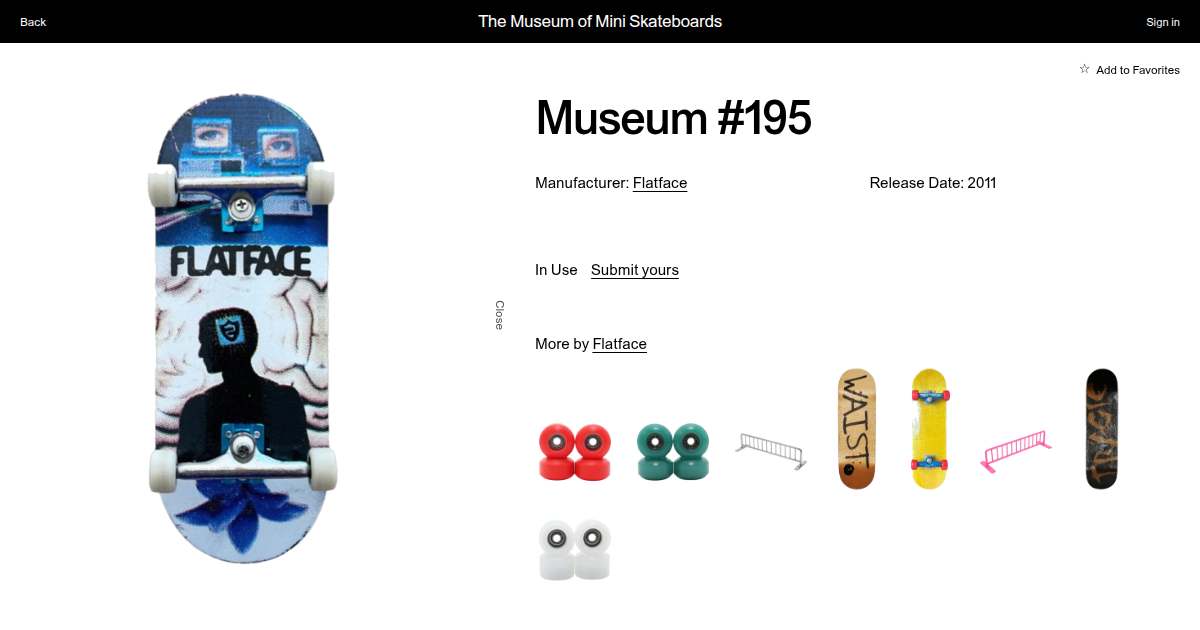 Back
The Museum of Mini Skateboards
Sign in
☆ Add to Favorites
Museum #195
Manufacturer: Flatface
Release Date: 2011
FLATFACE
In Use Submit yours
Close
More by Flatface
WAIST